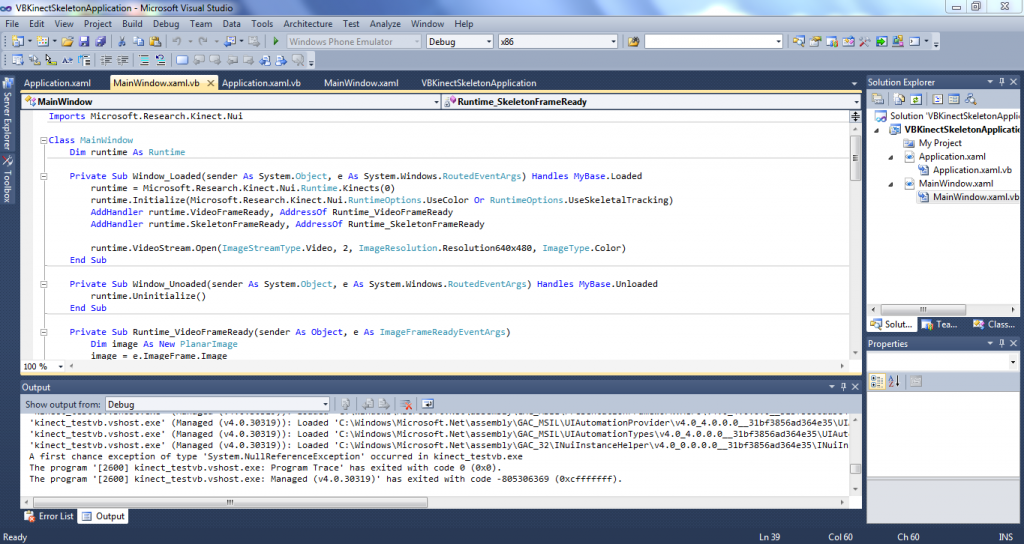 VBKinectSkeletonApplication - Microsoft Visual Studio
File Edit View Project Build Debug Team Data Tools Architecture Test Analyze Window Help
Windows Phone Emulator Debug x86
Application.xaml MainWindow.xaml.vb Application.xaml.vb MainWindow.xaml VBKinectSkeletonApplication
Server Explorer
Toolbox
MainWindow Runtime_SkeletonFrameReady
Imports Microsoft.Research.Kinect.Nui
Class MainWindow
Dim runtime As Runtime
Private Sub Window_Loaded(sender As System.Object, e As System.Windows.RoutedEventArgs) Handles MyBase.Loaded
runtime = Microsoft.Research.Kinect.Nui.Runtime.Kinects(0)
runtime.Initialize(Microsoft.Research.Kinect.Nui.RuntimeOptions.UseColor Or RuntimeOptions.UseSkeletalTracking)
AddHandler runtime.VideoFrameReady, AddressOf Runtime_VideoFrameReady
AddHandler runtime.SkeletonFrameReady, AddressOf Runtime_SkeletonFrameReady
runtime.VideoStream.Open(ImageStreamType.Video, 2, ImageResolution.Resolution640x480, ImageType.Color)
End Sub
Private Sub Window_Unoaded(sender As System.Object, e As System.Windows.RoutedEventArgs) Handles MyBase.Unloaded
runtime.Uninitialize()
End Sub
Private Sub Runtime_VideoFrameReady(sender As Object, e As ImageFrameReadyEventArgs)
Dim image As New PlanarImage
image = e.ImageFrame.Image
100 %
Solution Explorer
Solution 'VBKinectSkeletonAppli
VBKinectSkeletonApplicatio
My Project
Application.xaml
Application.xaml.vb
MainWindow.xaml
MainWindow.xaml.vb
Solut... Tea... Class...
Properties
Output
Show output from: Debug
'kinect_testvb.vshost.exe' (Managed (v4.0.30319)): Loaded 'C:\Windows\Microsoft.Net\assembly\GAC_MSIL\UIAutomationProvider\v4.0_4.0.0.0__31bf3856ad364e35\UIA
'kinect_testvb.vshost.exe' (Managed (v4.0.30319)): Loaded 'C:\Windows\Microsoft.Net\assembly\GAC_MSIL\UIAutomationTypes\v4.0_4.0.0.0__31bf3856ad364e35\UIAut
'kinect_testvb.vshost.exe' (Managed (v4.0.30319)): Loaded 'C:\Windows\Microsoft.Net\assembly\GAC_32\INuiInstanceHelper\v4.0_0.0.0.0__31bf3856ad364e35\INuiIn
A first chance exception of type 'System.NullReferenceException' occurred in kinect_testvb.exe
The program '[2600] kinect_testvb.vshost.exe: Program Trace' has exited with code 0 (0x0).
The program '[2600] kinect_testvb.vshost.exe: Managed (v4.0.30319)' has exited with code -805306369 (0xcfffffff).
Error List Output
Ready Ln 39 Col 60 Ch 60 INS